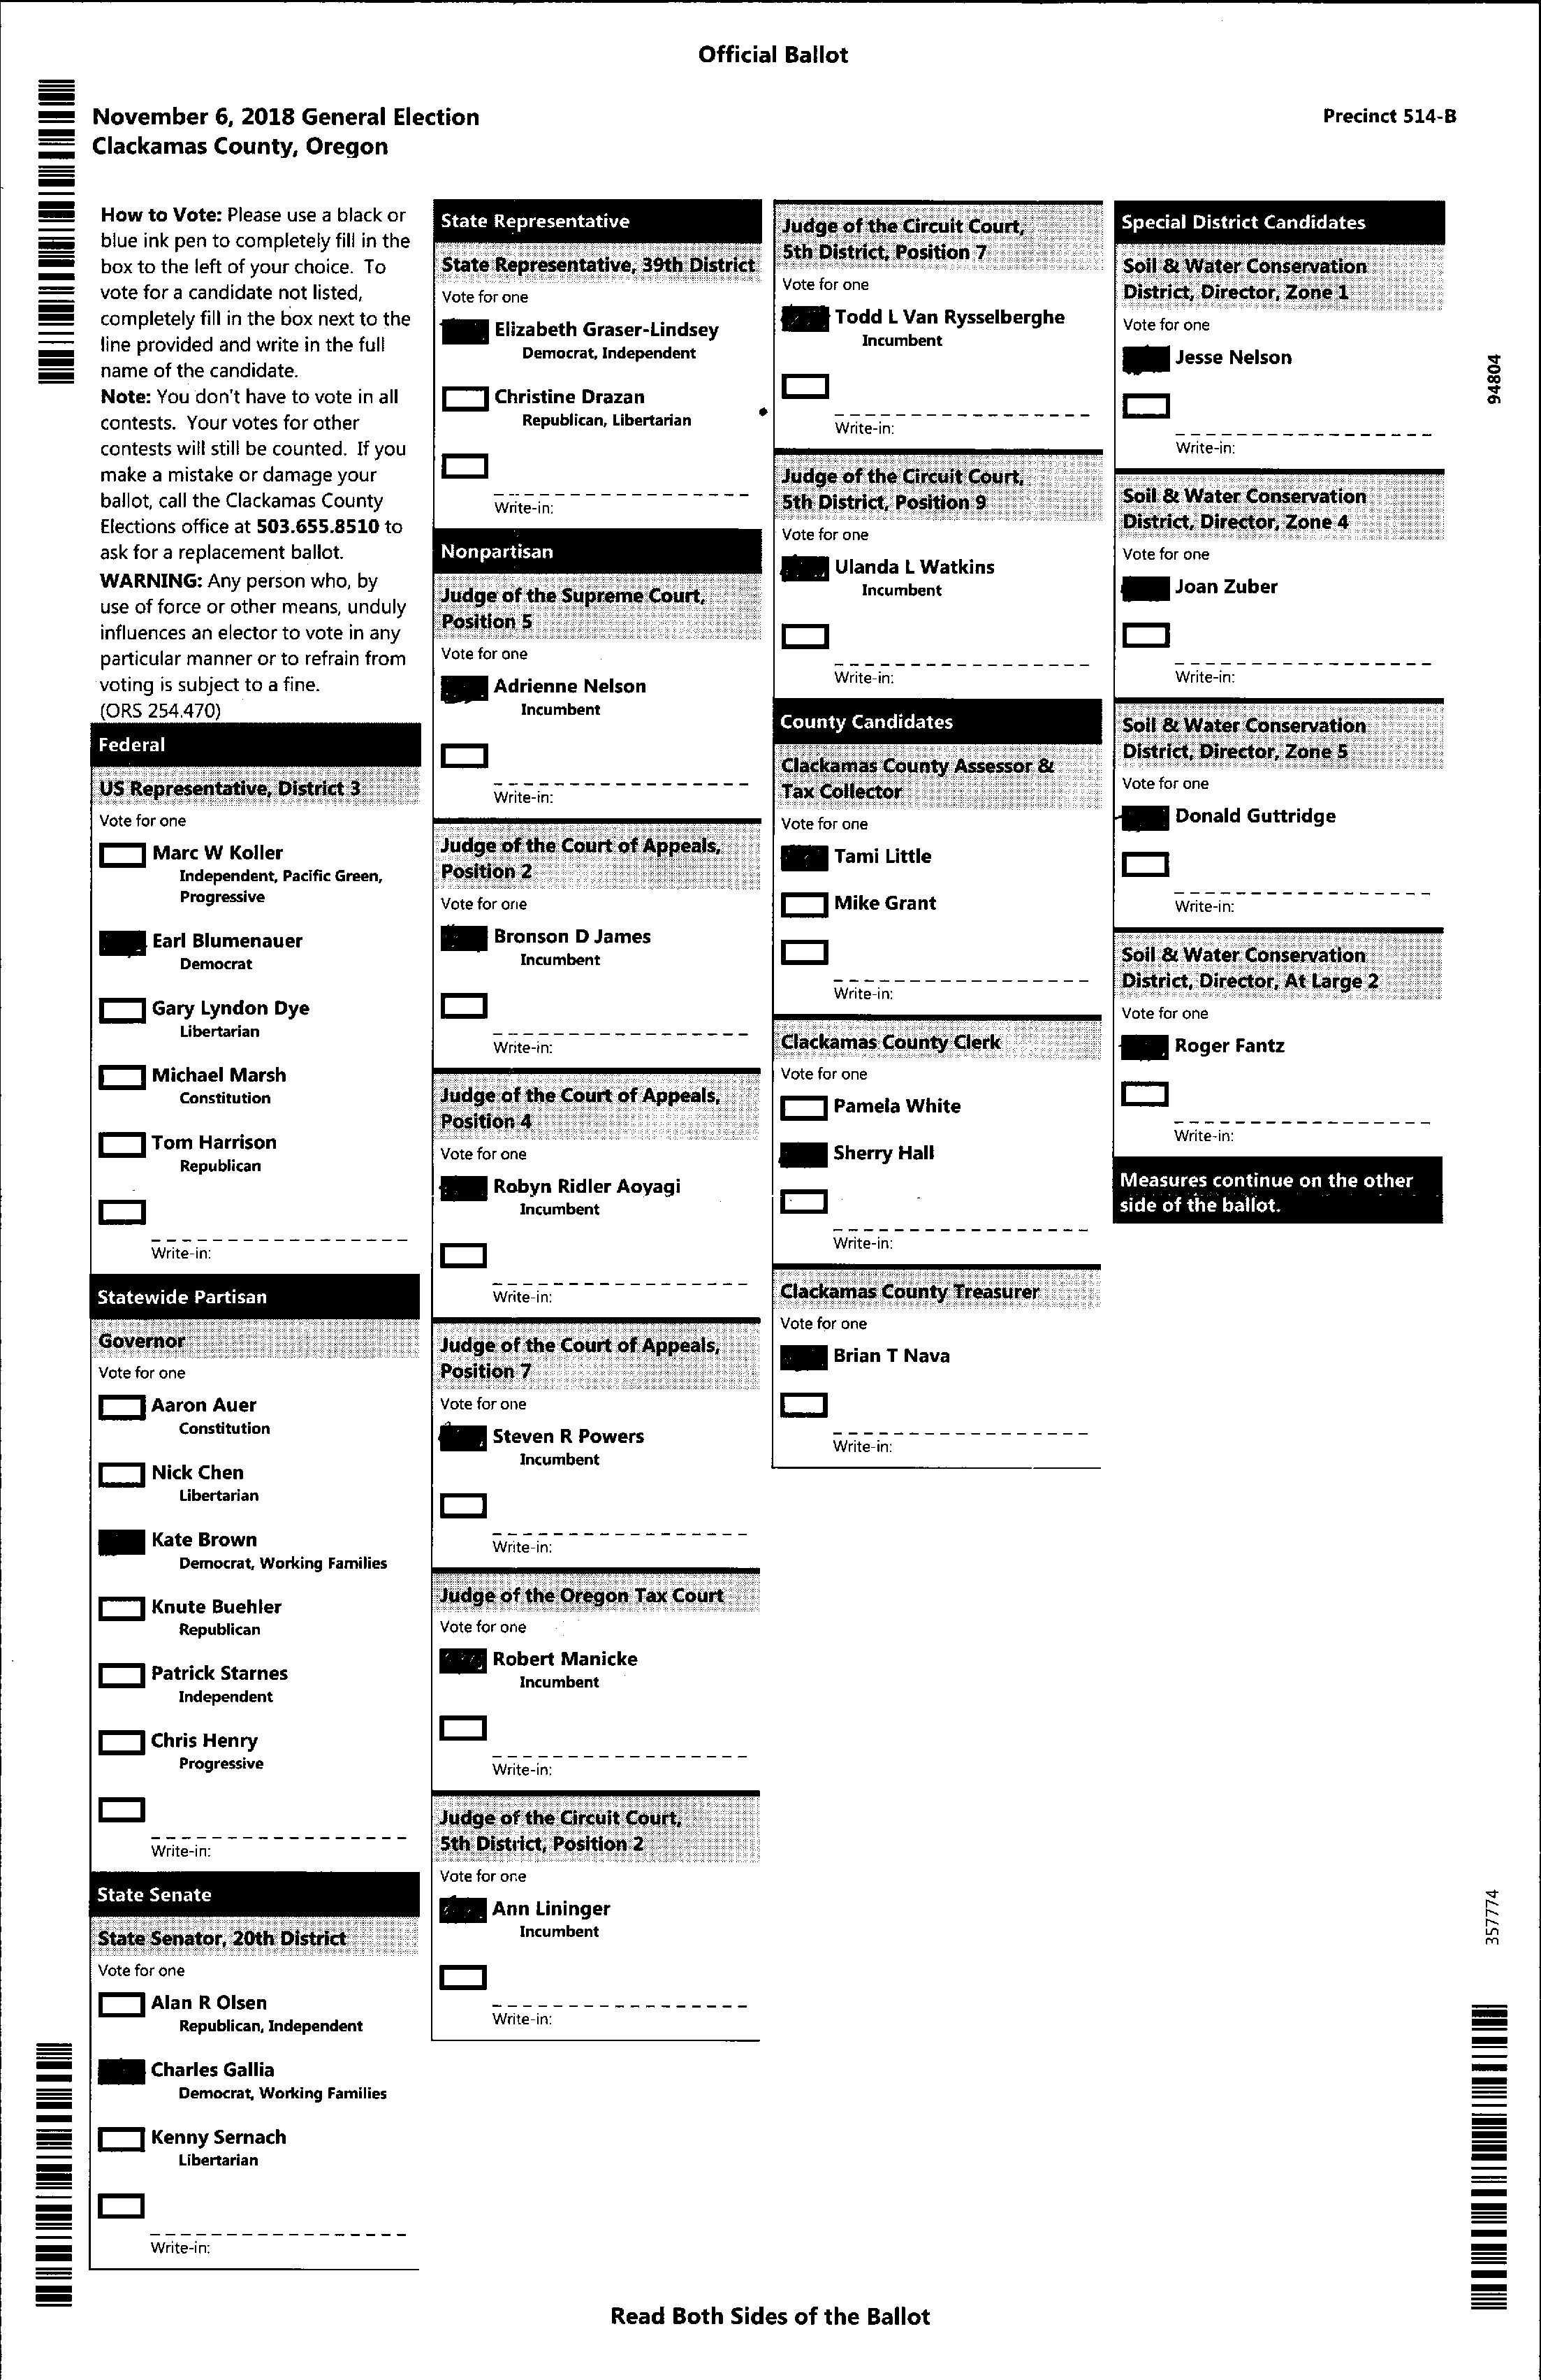 Official Ballot
November 6, 2018 General Election
Clackamas County, Oregon
Precinct 514-B
How to Vote: Please use a black or
blue ink pen to completely fill in the
box to the left of your choice. To
vote for a candidate not listed,
completely fill in the box next to the
line provided and write in the full
name of the candidate.
Note: You don't have to vote in all
contests. Your votes for other
contests will still be counted. If you
make a mistake or damage your
ballot, call the Clackamas County
Elections office at 503.655.8510 to
ask for a replacement ballot.
WARNING: Any person who, by
use of force or other means, unduly
influences an elector to vote in any
particular manner or to refrain from
voting is subject to a fine.
(ORS 254.470)
Federal
US Representative, District 3
Vote for one
Marc W Koller
Independent, Pacific Green,
Progressive
Earl Blumenauer
Democrat
Gary Lyndon Dye
Libertarian
Michael Marsh
Constitution
Tom Harrison
Republican
Write-in:
Statewide Partisan
Governor
Vote for one
Aaron Auer
Constitution
Nick Chen
Libertarian
Kate Brown
Democrat, Working Families
Knute Buehler
Republican
Patrick Starnes
Independent
Chris Henry
Progressive
Write-in:
State Senate
State Senator, 20th District
Vote for one
Alan R Olsen
Republican, Independent
Charles Gallia
Democrat, Working Families
Kenny Sernach
Libertarian
Write-in:
State Representative
State Representative, 39th District
Vote for one
Elizabeth Graser-Lindsey
Democrat, Independent
Christine Drazan
Republican, Libertarian
Write-in:
Nonpartisan
Judge of the Supreme Court,
Position 5
Vote for one
Adrienne Nelson
Incumbent
Write-in:
Judge of the Court of Appeals,
Position 2
Vote for one
Bronson D James
Incumbent
Write-in:
Judge of the Court of Appeals,
Position 4
Vote for one
Robyn Ridler Aoyagi
Incumbent
Write-in:
Judge of the Court of Appeals,
Position 7
Vote for one
Steven R Powers
Incumbent
Write-in:
Judge of the Oregon Tax Court
Vote for one
Robert Manicke
Incumbent
Write-in:
Judge of the Circuit Court,
5th District, Position 2
Vote for one
Ann Lininger
Incumbent
Write-in:
Judge of the Circuit Court,
5th District, Position 7
Vote for one
Todd L Van Rysselberghe
Incumbent
Write-in:
Judge of the Circuit Court,
5th District, Position 9
Vote for one
Ulanda L Watkins
Incumbent
Write-in:
County Candidates
Clackamas County Assessor &
Tax Collector
Vote for one
Tami Little
Mike Grant
Write-in:
Clackamas County Clerk
Vote for one
Pamela White
Sherry Hall
Write-in:
Clackamas County Treasurer
Vote for one
Brian T Nava
Write-in:
Special District Candidates
Soil & Water Conservation
District, Director, Zone 1
Vote for one
Jesse Nelson
Write-in:
Soil & Water Conservation
District, Director, Zone 4
Vote for one
Joan Zuber
Write-in:
Soil & Water Conservation
District, Director, Zone 5
Vote for one
Donald Guttridge
Write-in:
Soil & Water Conservation
District, Director, At Large 2
Vote for one
Roger Fantz
Write-in:
Measures continue on the other
side of the ballot.
94804
357774
Read Both Sides of the Ballot